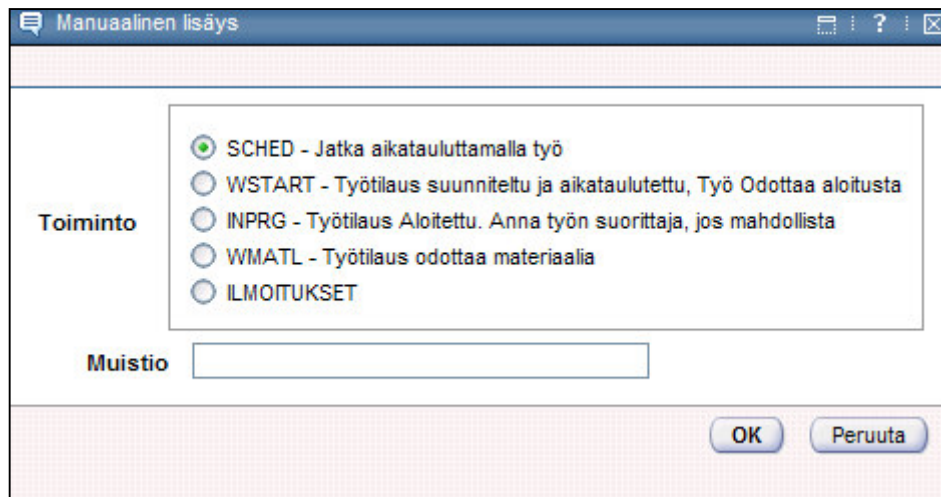 Manuaalinen lisäys
?
SCHED - Jatka aikatauluttamalla työ
WSTART - Työtilaus suunniteltu ja aikataulutettu, Työ Odottaa aloitusta
Toiminto
INPRG - Työtilaus Aloitettu. Anna työn suorittaja, jos mahdollista
WMATL - Työtilaus odottaa materiaalia
ILMOITUKSET
Muistio
OK
Peruuta